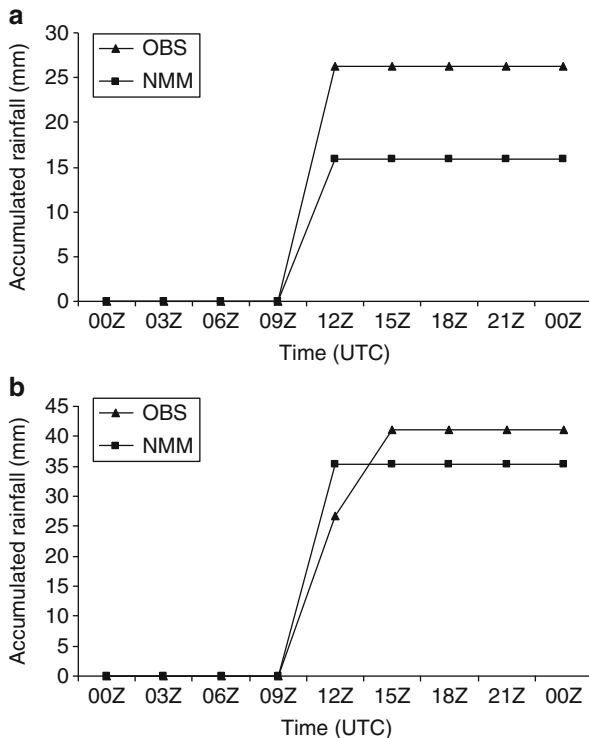 a
30
25
20
15
10
5
0
Accumulated rainfall (mm)
OBS
NMM
00Z 03Z 06Z 09Z 12Z 15Z 18Z 21Z 00Z
Time (UTC)
b
45
40
35
30
25
20
15
10
5
0
Accumulated rainfall (mm)
OBS
NMM
00Z 03Z 06Z 09Z 12Z 15Z 18Z 21Z 00Z
Time (UTC)